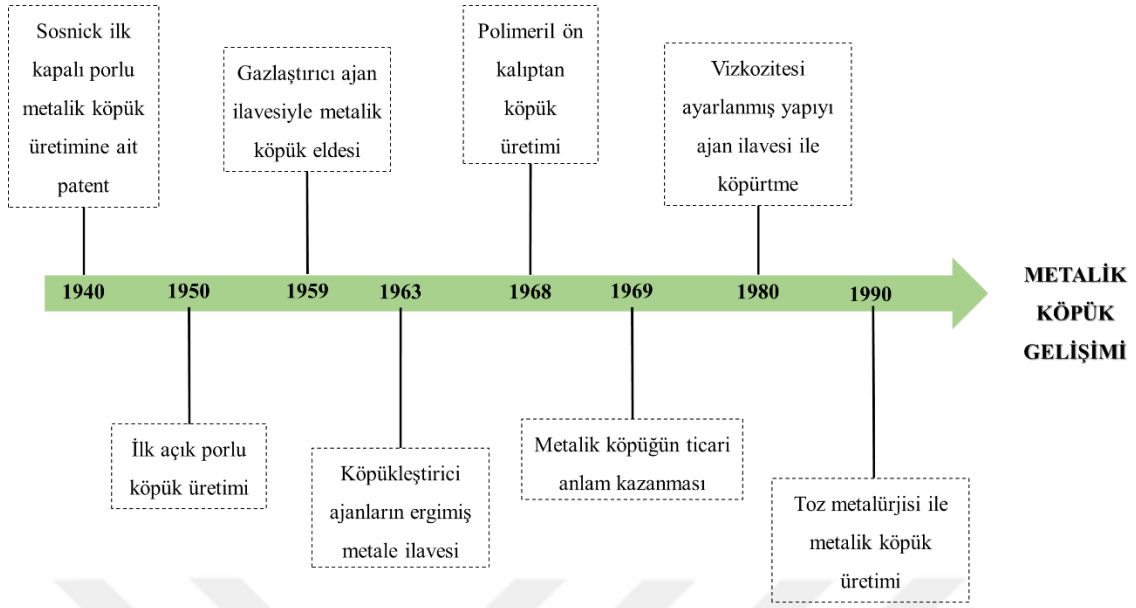 Sosnick ilk
kapalı porlu
metalik köpük
üretimine ait
patent
Gazlaştırıcı ajan
ilavesiyle metalik
köpük eldesi
Polimeril ön
kalıptan
köpük
üretimi
Vizkozitesi
ayarlanmış yapıyı
ajan ilavesi ile
köpürtme
1940
1950
1959
1963
1968
1969
1980
1990
METALİK
KÖPÜK
GELİŞİMİ
İlk açık porlu
köpük üretimi
Köpükleştirici
ajanların ergimiş
metale ilavesi
Metalik köpüğün ticari
anlam kazanması
Toz metalürjisi ile
metalik köpük
üretimi